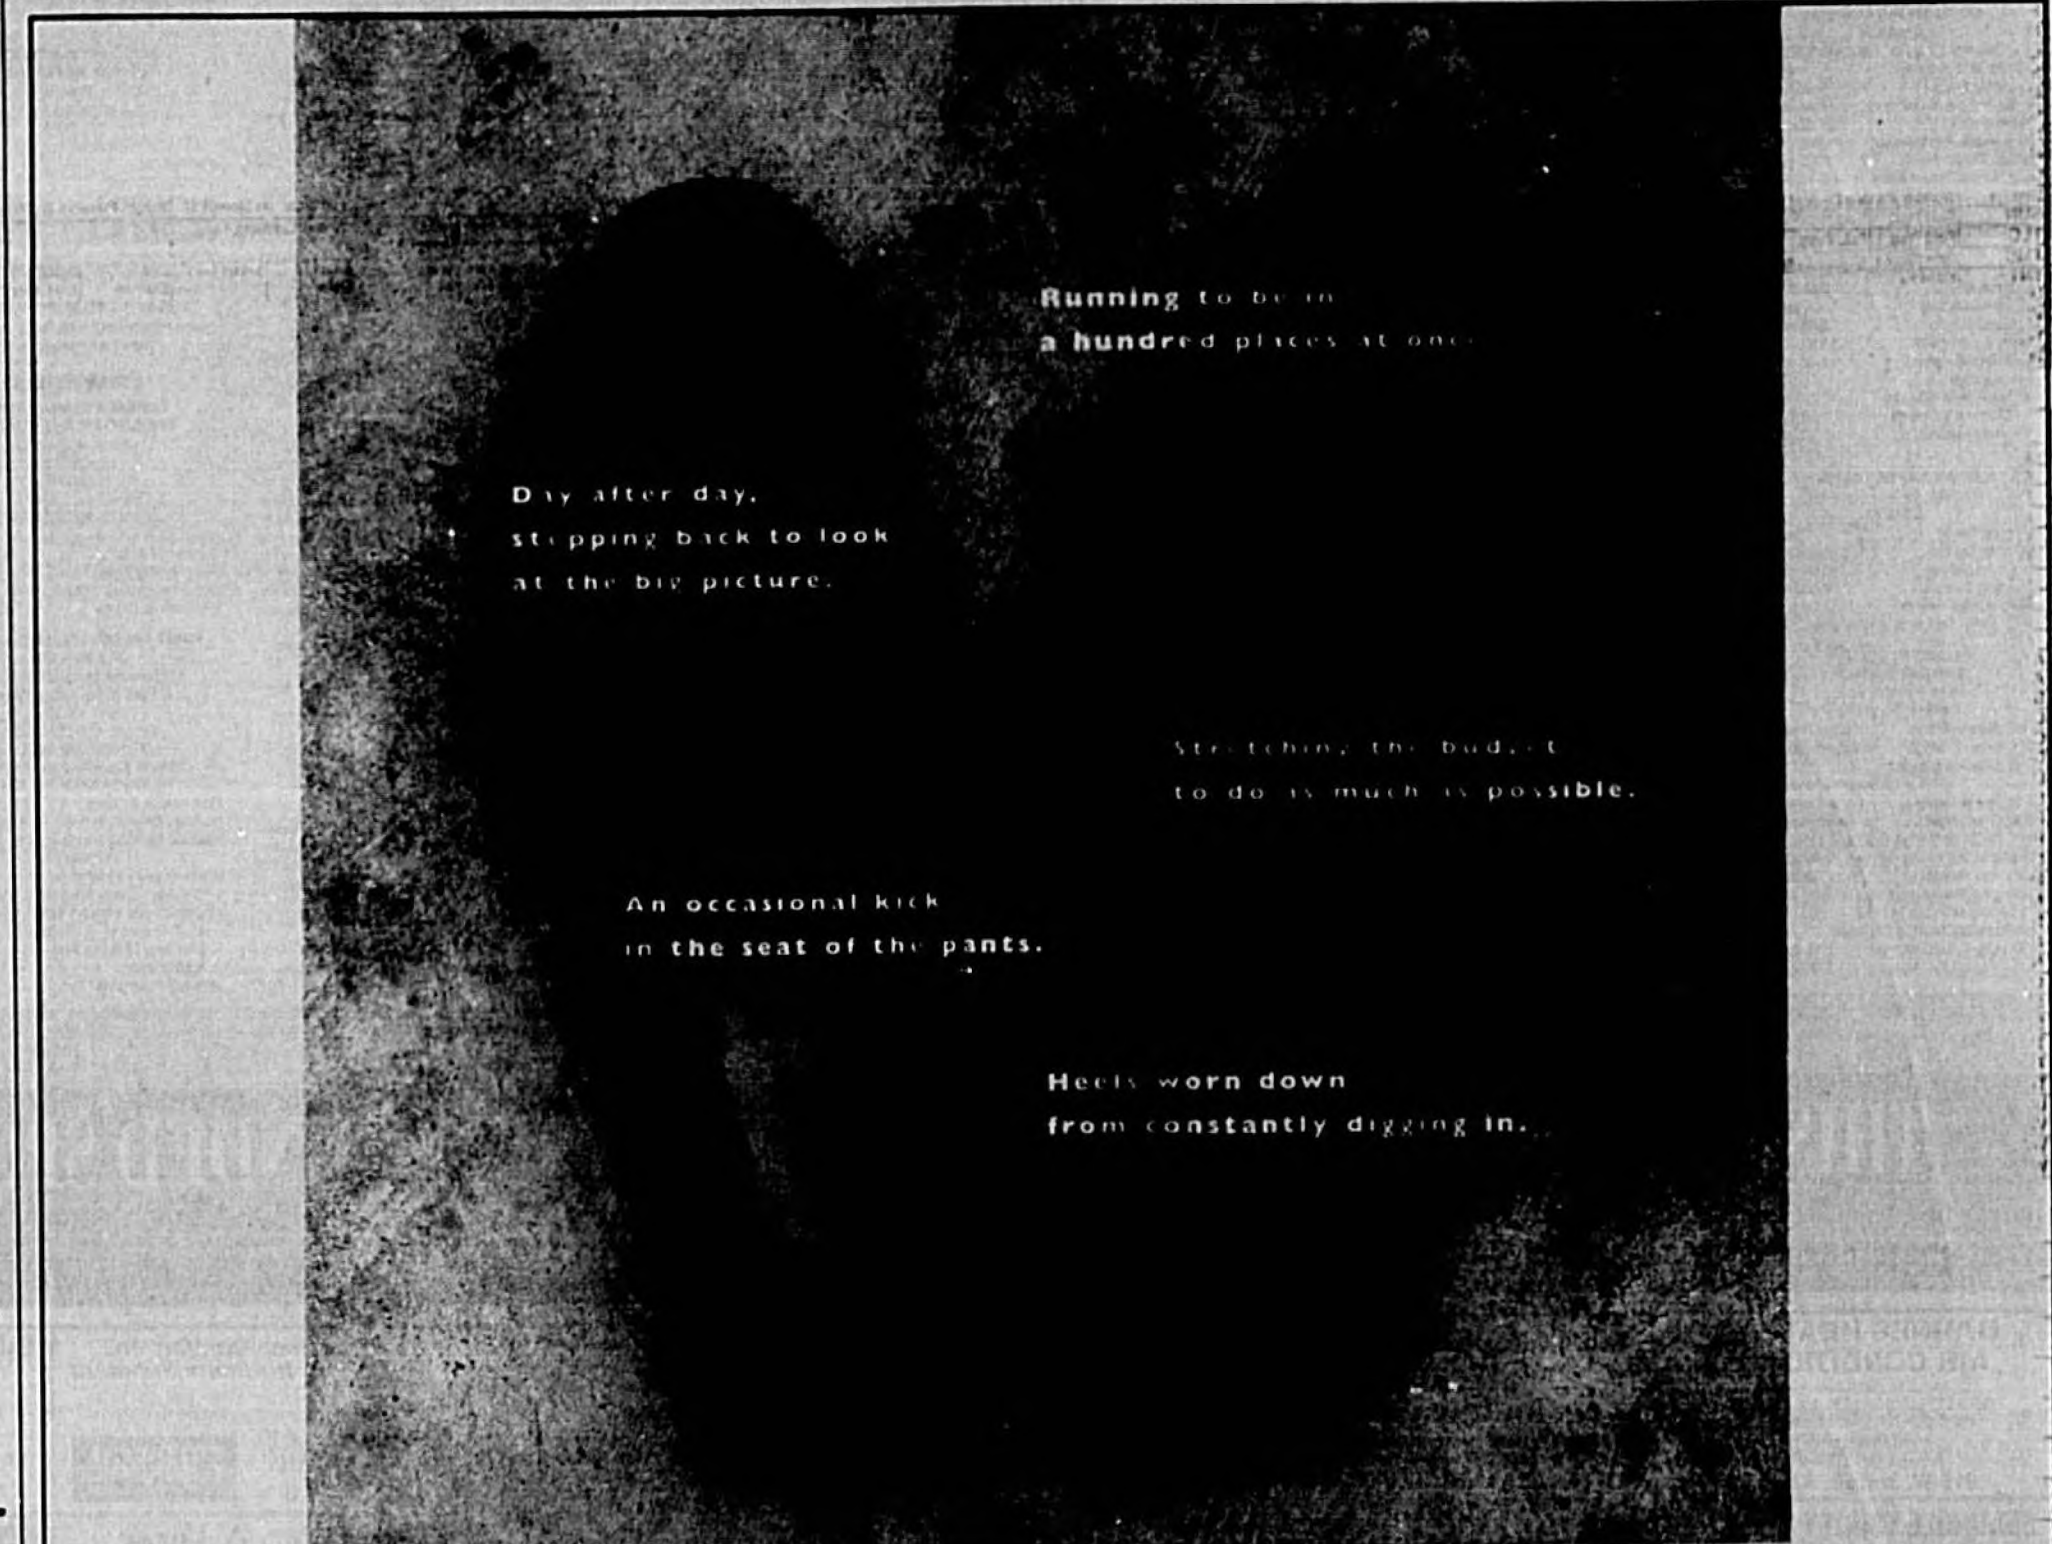 Running to be in
a hundred places at once
Day after day,
stepping back to look
at the big picture.
Stretching the budget
to do as much as possible.
An occasional kick
in the seat of the pants.
Heels worn down
from constantly digging in.